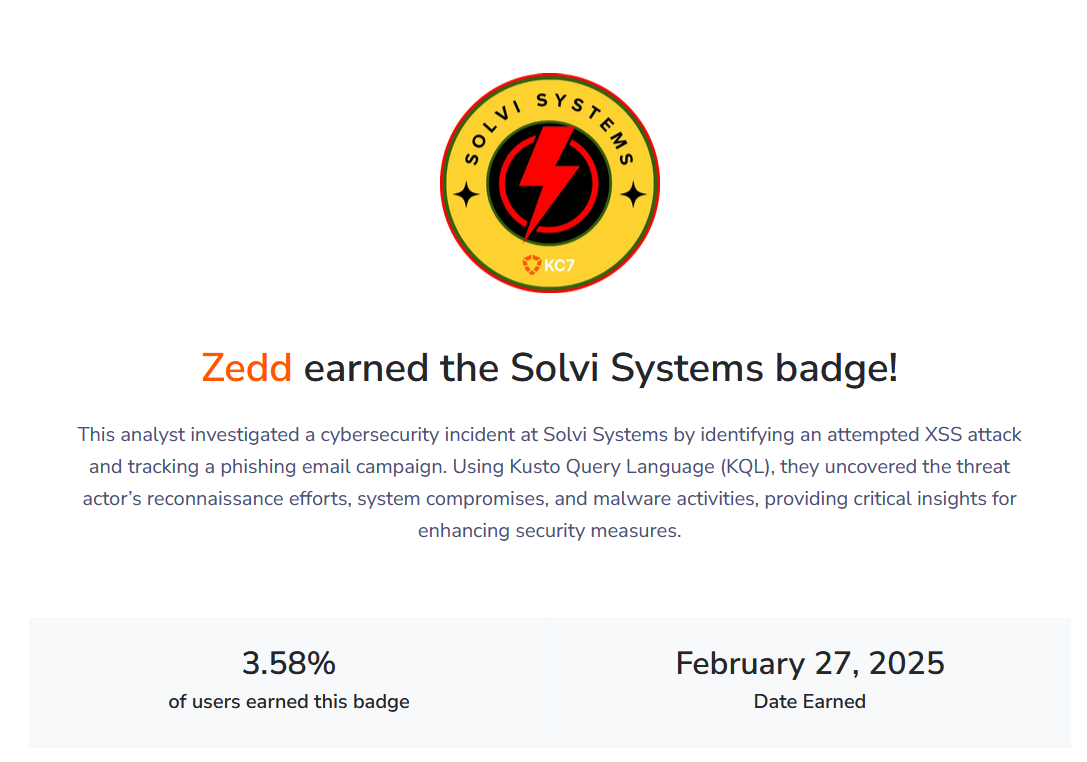 SOLVI SYSTEMS
KC7
Zedd earned the Solvi Systems badge!
This analyst investigated a cybersecurity incident at Solvi Systems by identifying an attempted XSS attack
and tracking a phishing email campaign. Using Kusto Query Language (KQL), they uncovered the threat
actor’s reconnaissance efforts, system compromises, and malware activities, providing critical insights for
enhancing security measures.
3.58%
of users earned this badge
February 27, 2025
Date Earned